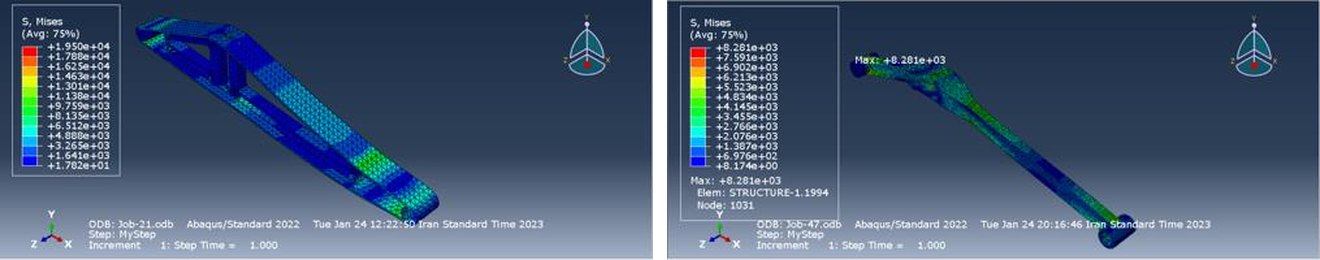 S, Mises
(Avg: 75%)
+1.950e+04
+1.788e+04
+1.625e+04
+1.463e+04
+1.301e+04
+1.138e+04
+9.759e+03
+8.135e+03
+6.512e+03
+4.888e+03
+3.265e+03
+1.641e+03
+1.782e+01
Y
Z X
Y
Z X
ODB: Job-21.odb Abaqus/Standard 2022 Tue Jan 24 12:22:50 Iran Standard Time 2023
Step: MyStep
Increment 1: Step Time = 1.000
S, Mises
(Avg: 75%)
+8.281e+03
+7.591e+03
+6.902e+03
+6.213e+03
+5.523e+03
+4.834e+03
+4.145e+03
+3.455e+03
+2.766e+03
+2.076e+03
+1.387e+03
+6.976e+02
+8.174e+00
Max: +8.281e+03
Elem: STRUCTURE-1.1994
Node: 1031
Max: +8.281e+03
Y
Z X
Y
Z X
ODB: Job-47.odb Abaqus/Standard 2022 Tue Jan 24 20:16:46 Iran Standard Time 2023
Step: MyStep
Increment 1: Step Time = 1.000